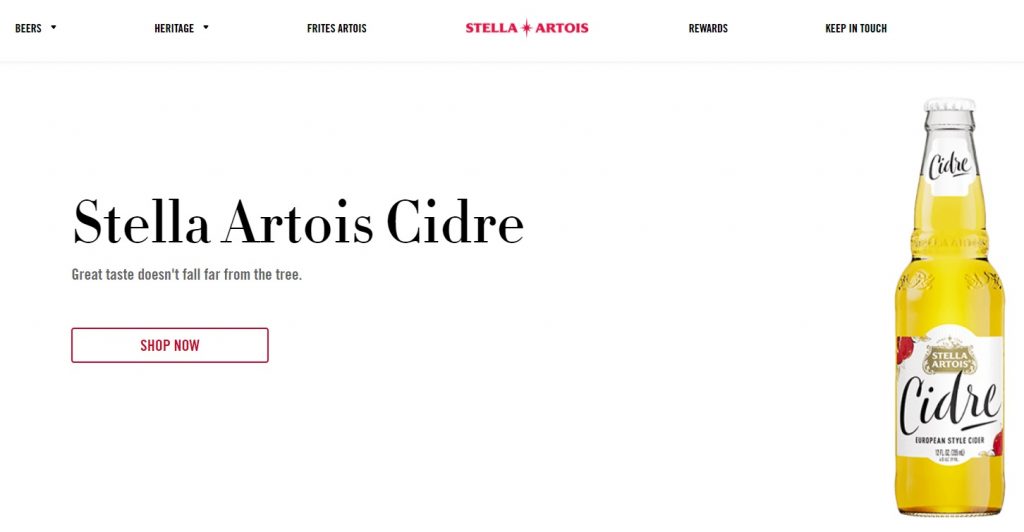 BEERS HERITAGE FRITES ARTOIS STELLA ARTOIS REWARDS KEEP IN TOUCH
Stella Artois Cidre
Great taste doesn't fall far from the tree.
SHOP NOW
Cidre
STELLA
ARTOIS
Cidre
EUROPEAN STYLE CIDER
12 FL. OZ. (355 mL)